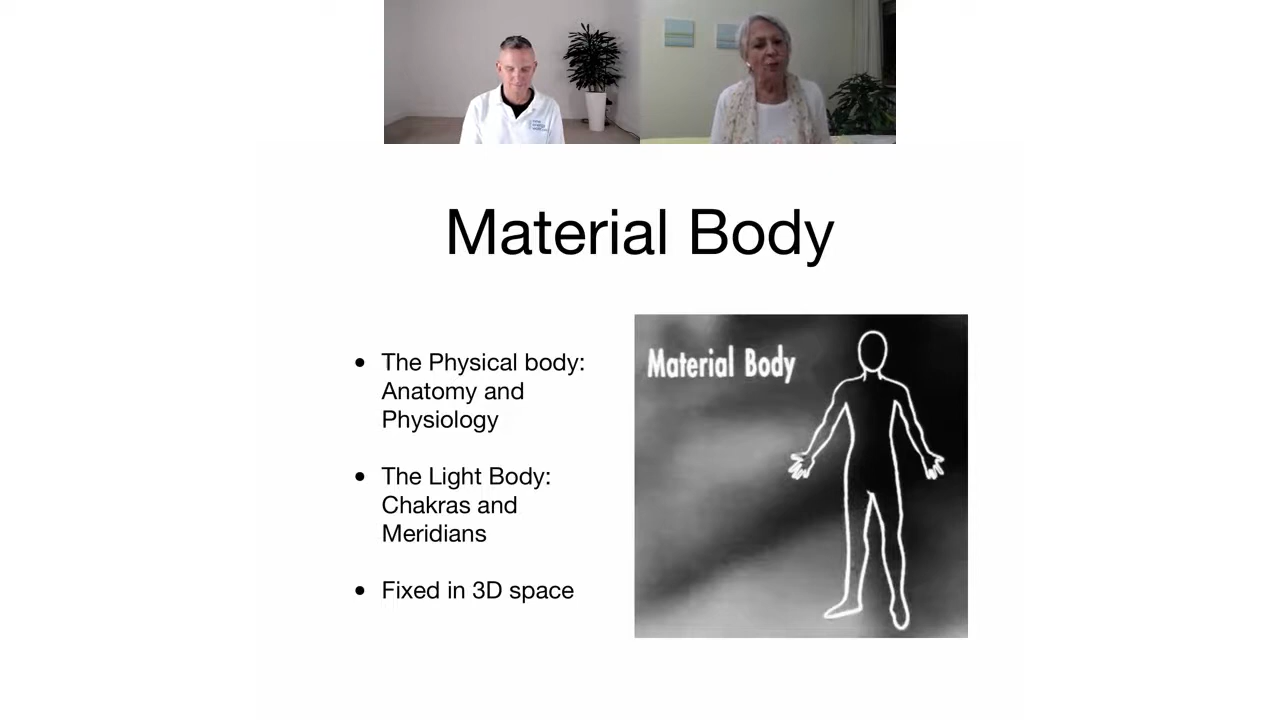 Material Body
• The Physical body:
Anatomy and
Physiology
• The Light Body:
Chakras and
Meridians
• Fixed in 3D space
Material Body